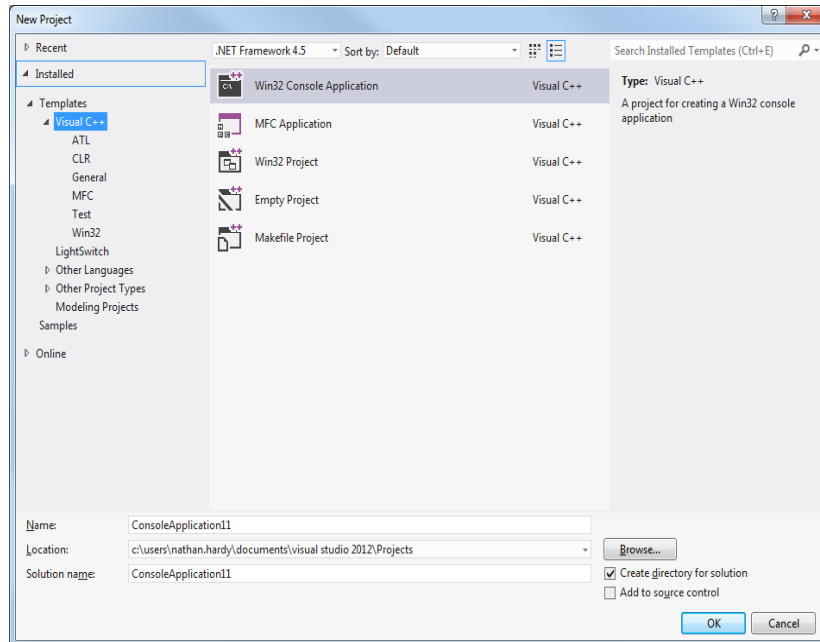 New Project
Recent
Installed
Templates
Visual C++
ATL
CLR
General
MFC
Test
Win32
LightSwitch
Other Languages
Other Project Types
Modeling Projects
Samples
Online
.NET Framework 4.5 Sort by: Default
Win32 Console Application Visual C++
MFC Application Visual C++
Win32 Project Visual C++
Empty Project Visual C++
Makefile Project Visual C++
Search Installed Templates (Ctrl+E)
Type: Visual C++
A project for creating a Win32 console
application
Name: ConsoleApplication11
Location: c:\users\nathan.hardy\documents\visual studio 2012\Projects
Browse...
Solution name: ConsoleApplication11
Create directory for solution
Add to source control
OK Cancel